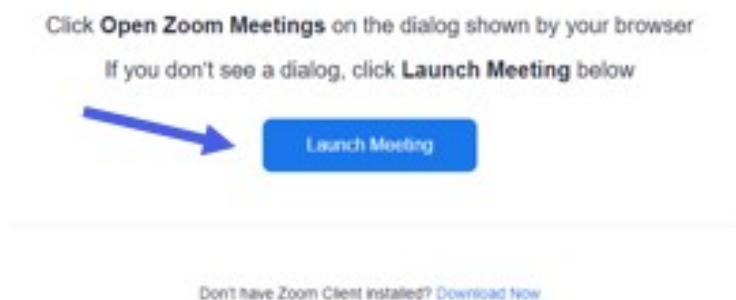 Click Open Zoom Meetings on the dialog shown by your browser
If you don't see a dialog, click Launch Meeting below
Launch Meeting
Don't have Zoom Client installed? Download Now